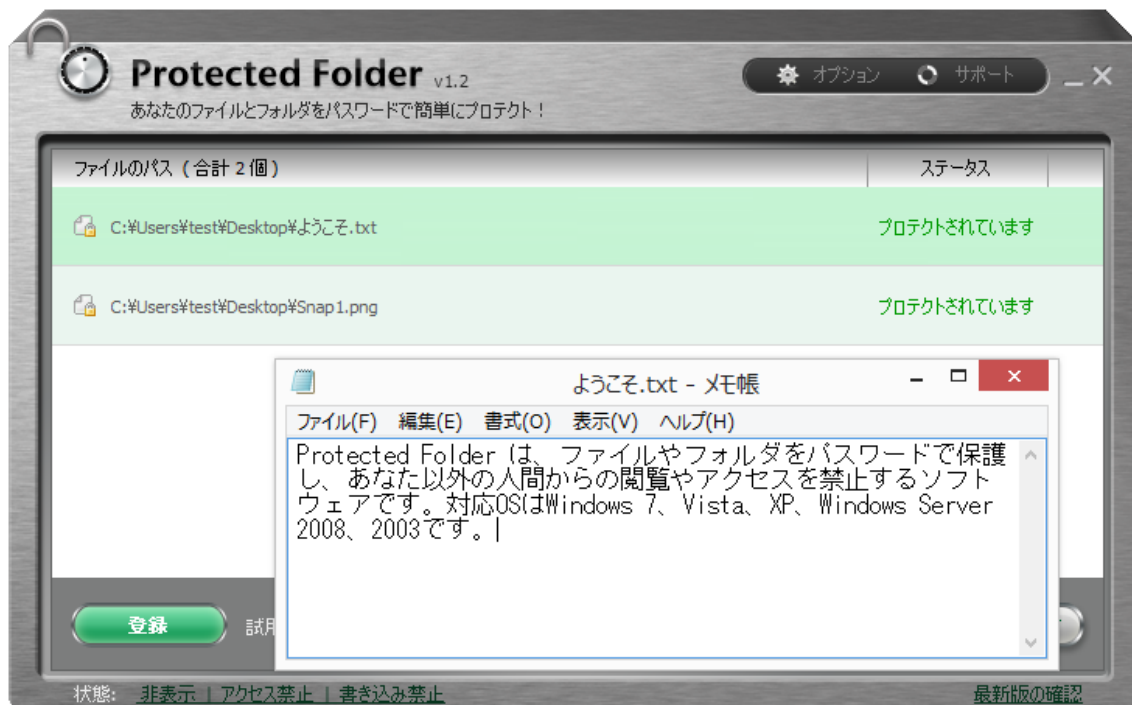 Protected Folder v1.2
オプション サポート
あなたのファイルとフォルダをパスワードで簡単にプロテクト！
ファイルのパス ( 合計 2 個 ) ステータス
C:¥Users¥test¥Desktop¥ようこそ.txt プロテクトされています
C:¥Users¥test¥Desktop¥Snap1.png プロテクトされています
ようこそ.txt - メモ帳
ファイル(F) 編集(E) 書式(O) 表示(V) ヘルプ(H)
Protected Folder は、ファイルやフォルダをパスワードで保護
し、あなた以外の人間からの閲覧やアクセスを禁止するソフト
ウェアです。対応OSはWindows 7、Vista、XP、Windows Server
2008、2003です。
登録 試用
状態: 非表示 | アクセス禁止 | 書き込み禁止 最新版の確認